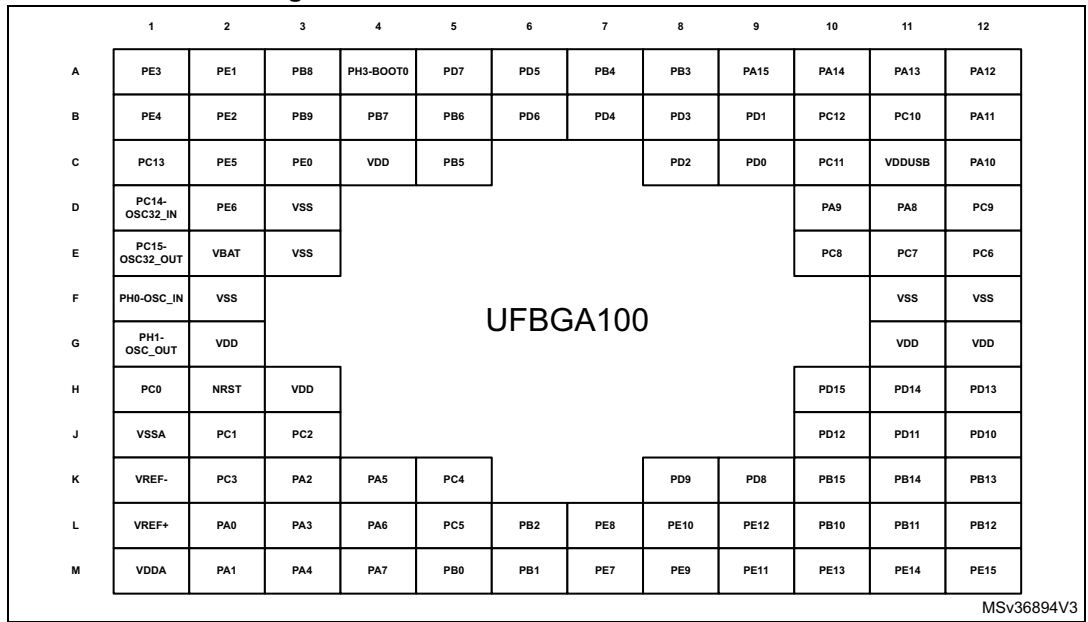 1 2 3 4 5 6 7 8 9 10 11 12
A PE3 PE1 PB8 PH3-BOOT0 PD7 PD5 PB4 PB3 PA15 PA14 PA13 PA12
B PE4 PE2 PB9 PB7 PB6 PD6 PD4 PD3 PD1 PC12 PC10 PA11
C PC13 PE5 PE0 VDD PB5 PD2 PD0 PC11 VDDUSB PA10
D PC14-OSC32_IN PE6 VSS PA9 PA8 PC9
E PC15-OSC32_OUT VBAT VSS PC8 PC7 PC6
F PH0-OSC_IN VSS VSS VSS
UFBGA100
G PH1-OSC_OUT VDD VDD VDD
H PC0 NRST VDD PD15 PD14 PD13
J VSSA PC1 PC2 PD12 PD11 PD10
K VREF- PC3 PA2 PA5 PC4 PD9 PD8 PB15 PB14 PB13
L VREF+ PA0 PA3 PA6 PC5 PB2 PE8 PE10 PE12 PB10 PB11 PB12
M VDDA PA1 PA4 PA7 PB0 PB1 PE7 PE9 PE11 PE13 PE14 PE15
MSv36894V3